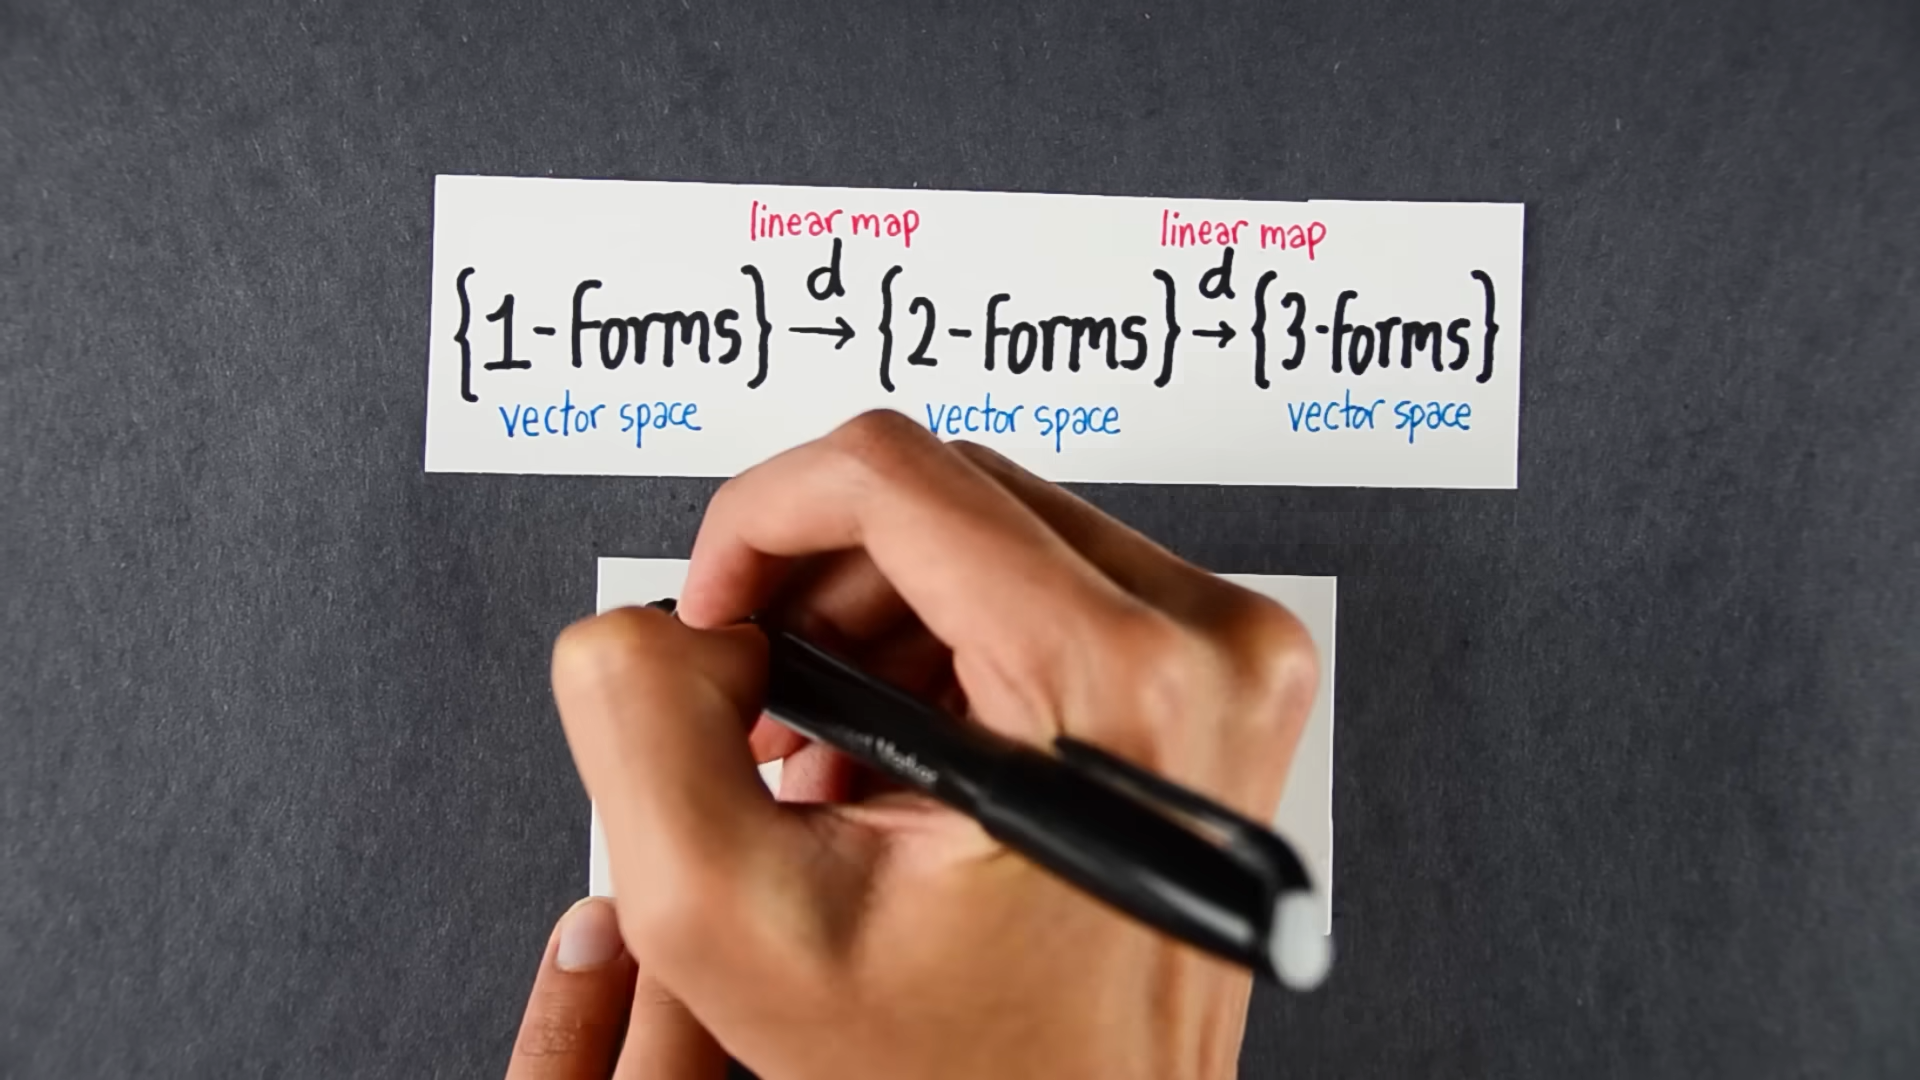 linear map linear map
d d
{1-Forms} → {2-Forms} → {3-forms}
vector space vector space vector space